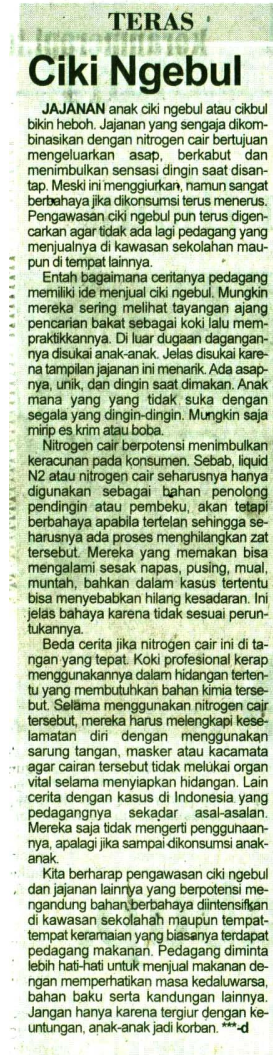 TERAS
Ciki Ngebul
JAJANAN anak ciki ngebul atau cikbul
bikin heboh. Jajanan yang sengaja dikom-
binasikan dengan nitrogen cair bertujuan
mengeluarkan asap, berkabut dan
menimbulkan sensasi dingin saat disan-
tap. Meski ini menggiurkan, namun sangat
berbahaya jika dikonsumsi terus menerus.
Pengawasan ciki ngebul pun terus digen-
carkan agar tidak ada lagi pedagang yang
menjualnya di kawasan sekolahan mau-
pun di tempat lainnya.
Entah bagaimana ceritanya pedagang
memiliki ide menjual ciki ngebul. Mungkin
mereka sering melihat tayangan ajang
pencarian bakat sebagai koki lalu mem-
praktikkannya. Di luar dugaan dagangan-
nya disukai anak-anak. Jelas disukai kare-
na tampilan jajanan ini menarik. Ada asap-
nya, unik, dan dingin saat dimakan. Anak
mana yang yang tidak suka dengan
segala yang dingin-dingin. Mungkin saja
mirip es krim atau boba.
Nitrogen cair berpotensi menimbulkan
keracunan pada konsumen. Sebab, liquid
N2 atau nitrogen cair seharusnya hanya
digunakan sebagai bahan penolong
pendingin atau pembeku, akan tetapi
berbahaya apabila tertelan sehingga se-
harusnya ada proses menghilangkan zat
tersebut. Mereka yang memakan bisa
mengalami sesak napas, pusing, mual,
muntah, bahkan dalam kasus tertentu
bisa menyebabkan hilang kesadaran. Ini
jelas bahaya karena tidak sesuai perun-
tukannya.
Beda cerita jika nitrogen cair ini di ta-
ngan yang tepat. Koki profesional kerap
menggunakannya dalam hidangan terten-
tu yang membutuhkan bahan kimia terse-
but. Selama menggunakan nitrogen cair
tersebut, mereka harus melengkapi kese-
lamatan diri dengan menggunakan
sarung tangan, masker atau kacamata
agar cairan tersebut tidak melukai organ
vital selama menyiapkan hidangan. Lain
cerita dengan kasus di Indonesia yang
pedagangnya sekadar asal-asalan.
Mereka saja tidak mengerti pengguhaan-
nya, apalagi jika sampai dikonsumsi anak-
anak.
Kita berharap pengawasan ciki ngebul
dan jajanan lainnya yang berpotensi me-
ngandung bahan berbahaya diintensifkan
di kawasan sekolahah maupun tempat-
tempat keramaian yang biasanya terdapat
pedagang makanan. Pedagang diminta
lebih hati-hati untuk menjual makanan de-
ngan memperhatikan masa kedaluwarsa,
bahan baku serta kandungan lainnya.
Jangan hanya karena tergiur dengan ke-
untungan, anak-anak jadi korban. ***-d